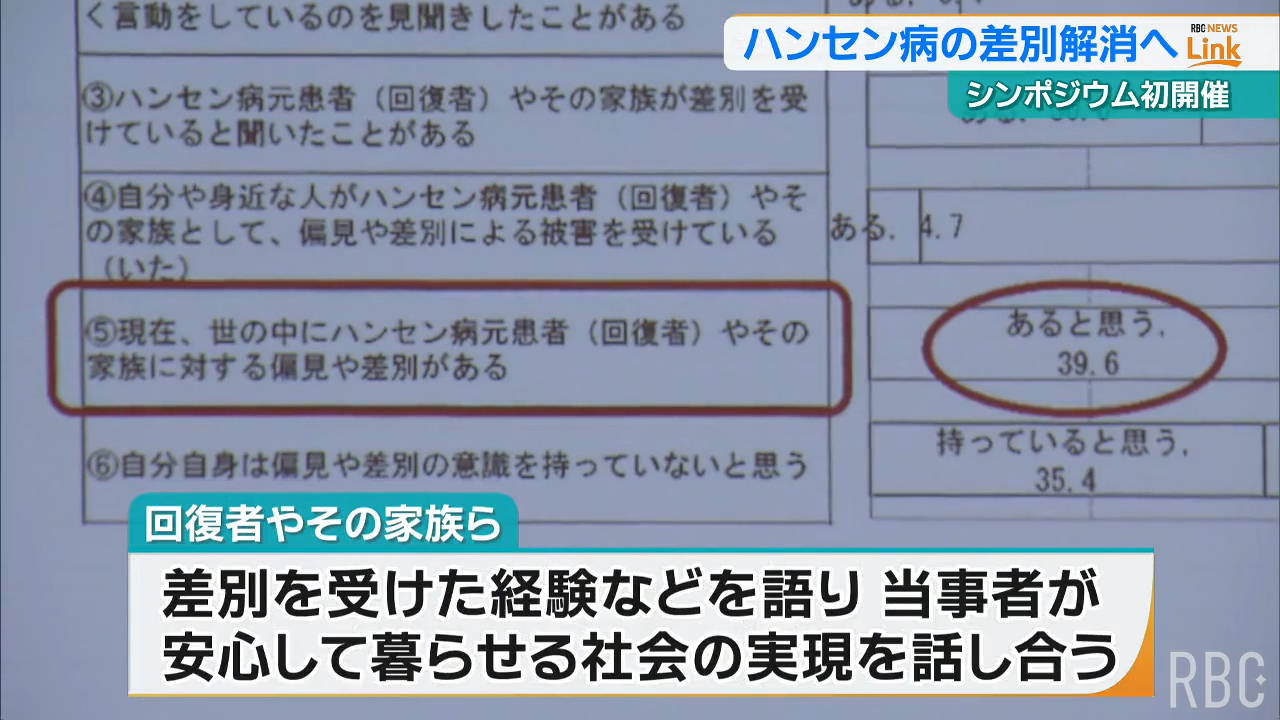 く言動をしているのを見聞きしたことがある
ハンセン病の差別解消へ
RBC NEWS
Link
シンポジウム初開催
③ハンセン病元患者（回復者）やその家族が差別を受
けていると聞いたことがある
④自分や身近な人がハンセン病元患者（回復者）やそ
の家族として、偏見や差別による被害を受けている
（いた）
ある, 4.7
⑤現在、世の中にハンセン病元患者（回復者）やその
家族に対する偏見や差別がある
あると思う,
39.6
⑥自分自身は偏見や差別の意識を持っていないと思う
持っていると思う,
35.4
回復者やその家族ら
差別を受けた経験などを語り 当事者が
安心して暮らせる社会の実現を話し合う
RBC